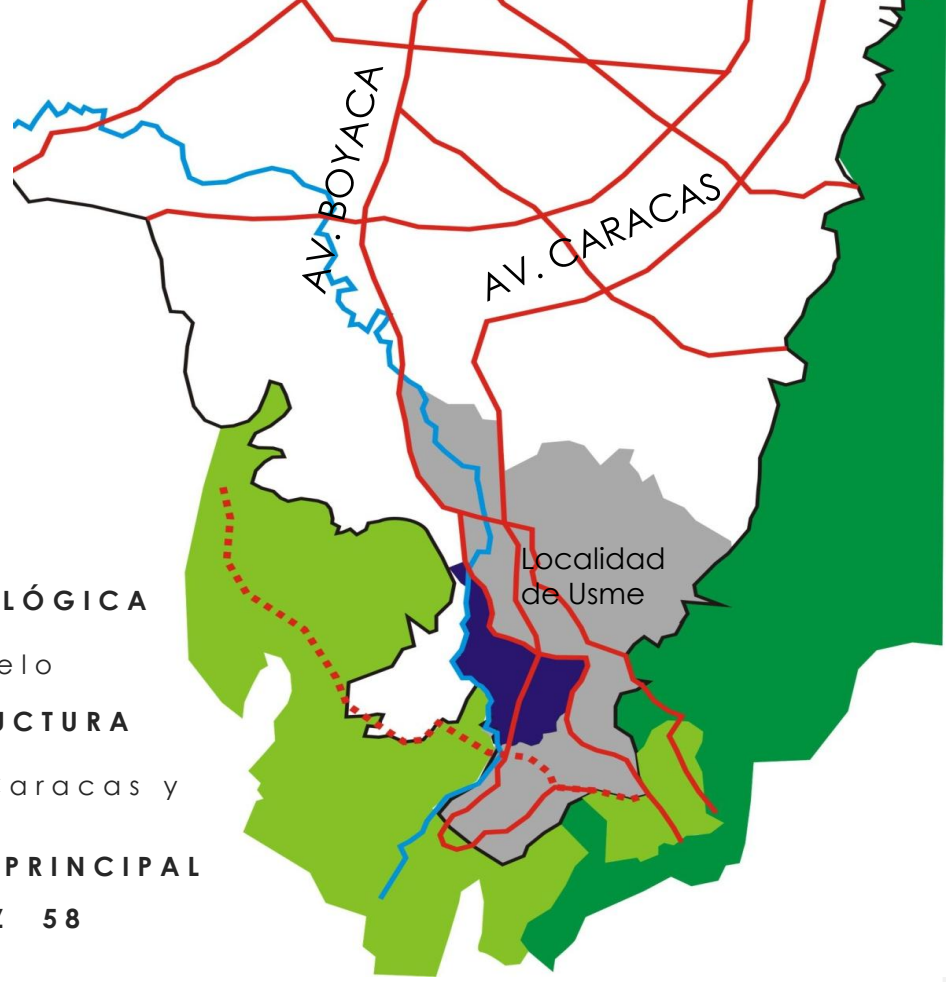 AV. BOYACA
AV. CARACAS
Localidad
de Usme
LÓGICA
elo
UCTURA
aracas y
PRINCIPAL
58